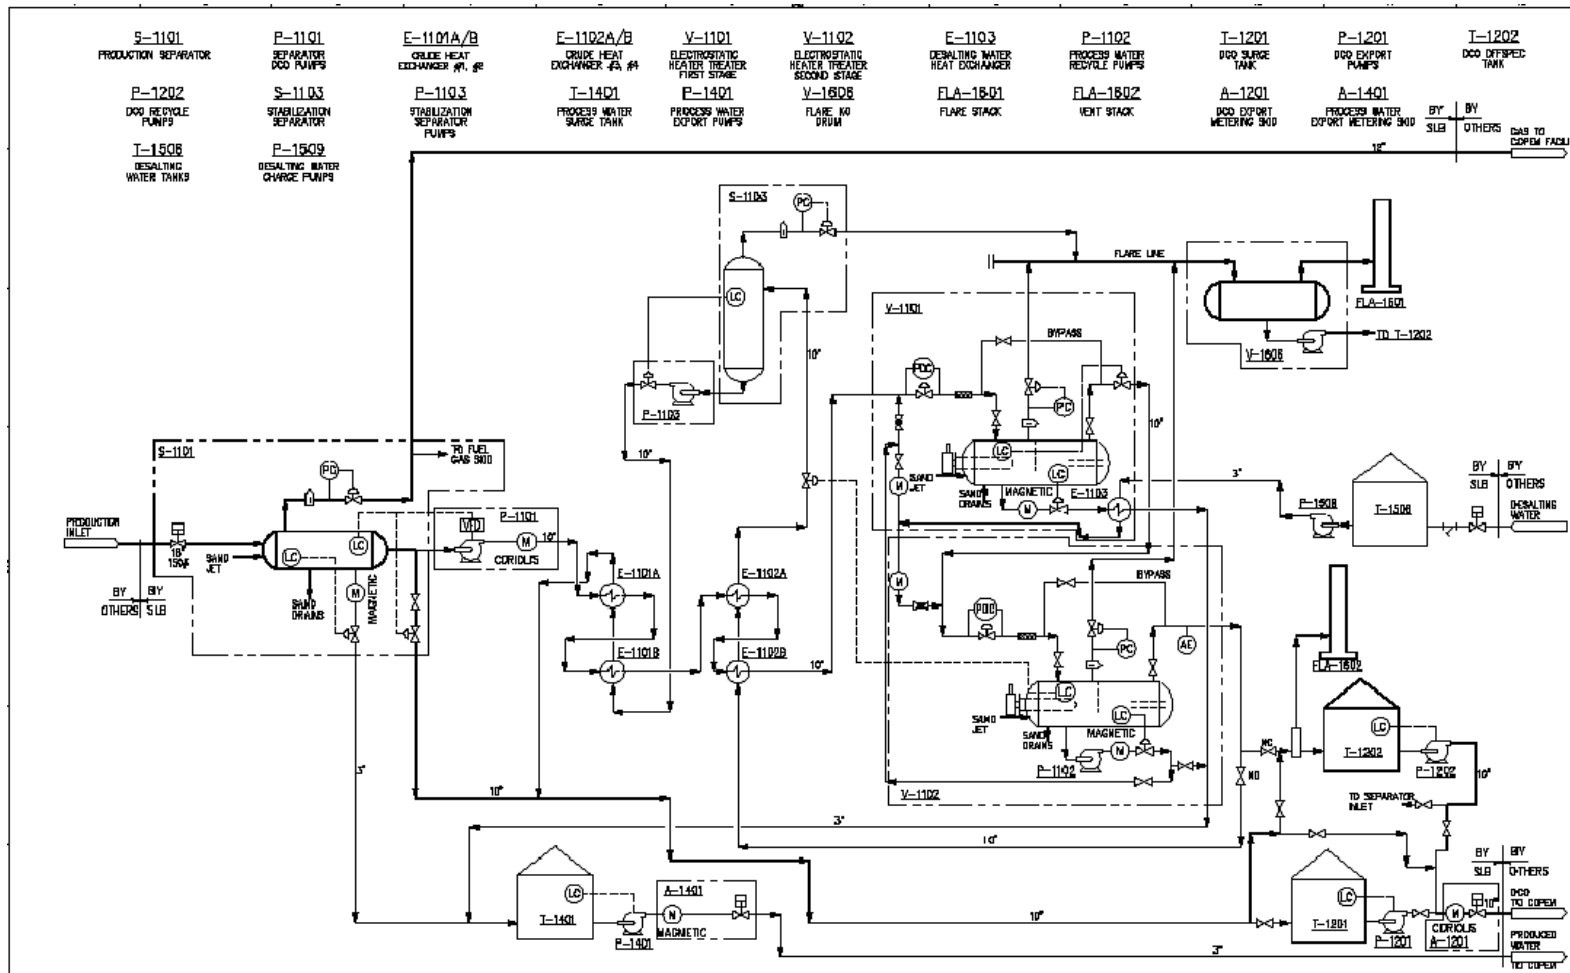 S-1101
PRODUCTION SEPARATOR
P-1101
SEPARATOR
DCO PUMPS
E-1101A/B
CRUDE HEAT
EXCHANGER #1, #2
E-1102A/B
CRUDE HEAT
EXCHANGER #3, #4
V-1101
ELECTROSTATIC
HEATER TREATER
FIRST STAGE
V-1102
ELECTROSTATIC
HEATER TREATER
SECOND STAGE
E-1103
DESALTING WATER
HEAT EXCHANGER
P-1102
PROCESS WATER
RECYCLE PUMPS
T-1201
DCO SURGE
TANK
P-1201
DCO EXPORT
PUMPS
T-1202
DCO OFFSPEC
TANK
P-1202
DCO RECYCLE
PUMPS
S-1103
STABILIZATION
SEPARATOR
P-1103
STABILIZATION
SEPARATOR
PUMPS
T-1401
PROCESS WATER
SURGE TANK
P-1401
PROCESS WATER
EXPORT PUMPS
V-1606
FLARE KO
DRUM
FLA-1601
FLARE STACK
FLA-1602
VENT STACK
A-1201
DCO EXPORT
METERING SKID
A-1401
PROCESS WATER
EXPORT METERING SKID
T-1506
DESALTING
WATER TANKS
P-1509
DESALTING WATER
CHARGE PUMPS
BY
SLB
BY
OTHERS
GAS TO
COPEM FACILI
12"
S-1103
PC
LC
FLARE LINE
FLA-1601
TO T-1202
V-1606
V-1101
BYPASS
10"
PDC
PC
P-1103
10"
10"
LC
LC
SAND
JET
SAND
DRAINS
MAGNETIC
E-1103
M
M
3"
P-1508
T-1506
BY
SLB
BY
OTHERS
DESALTING
WATER
S-1101
TO FUEL
GAS SKID
PC
PRODUCTION
INLET
18"
150#
SAND
JET
BY
OTHERS
BY
SLB
LC
LC
SAND
DRAINS
M
MAGNETIC
VFD
P-1101
M
10"
CORIOLIS
E-1101A
E-1102A
E-1101B
E-1102B
10"
M
BYPASS
PDC
PC
AE
LC
LC
SAND
JET
SAND
DRAINS
MAGNETIC
M
P-1102
V-1102
FLA-1602
NC
NO
LC
T-1202
P-1202
10"
TO SEPARATOR
INLET
3"
10"
3"
10"
LC
T-1401
P-1401
A-1401
M
MAGNETIC
10"
LC
T-1201
P-1201
M
10"
CORIOLIS
A-1201
BY
SLB
BY
OTHERS
DCO
TO COPEM
3"
PRODUCED
WATER
TO COPEM